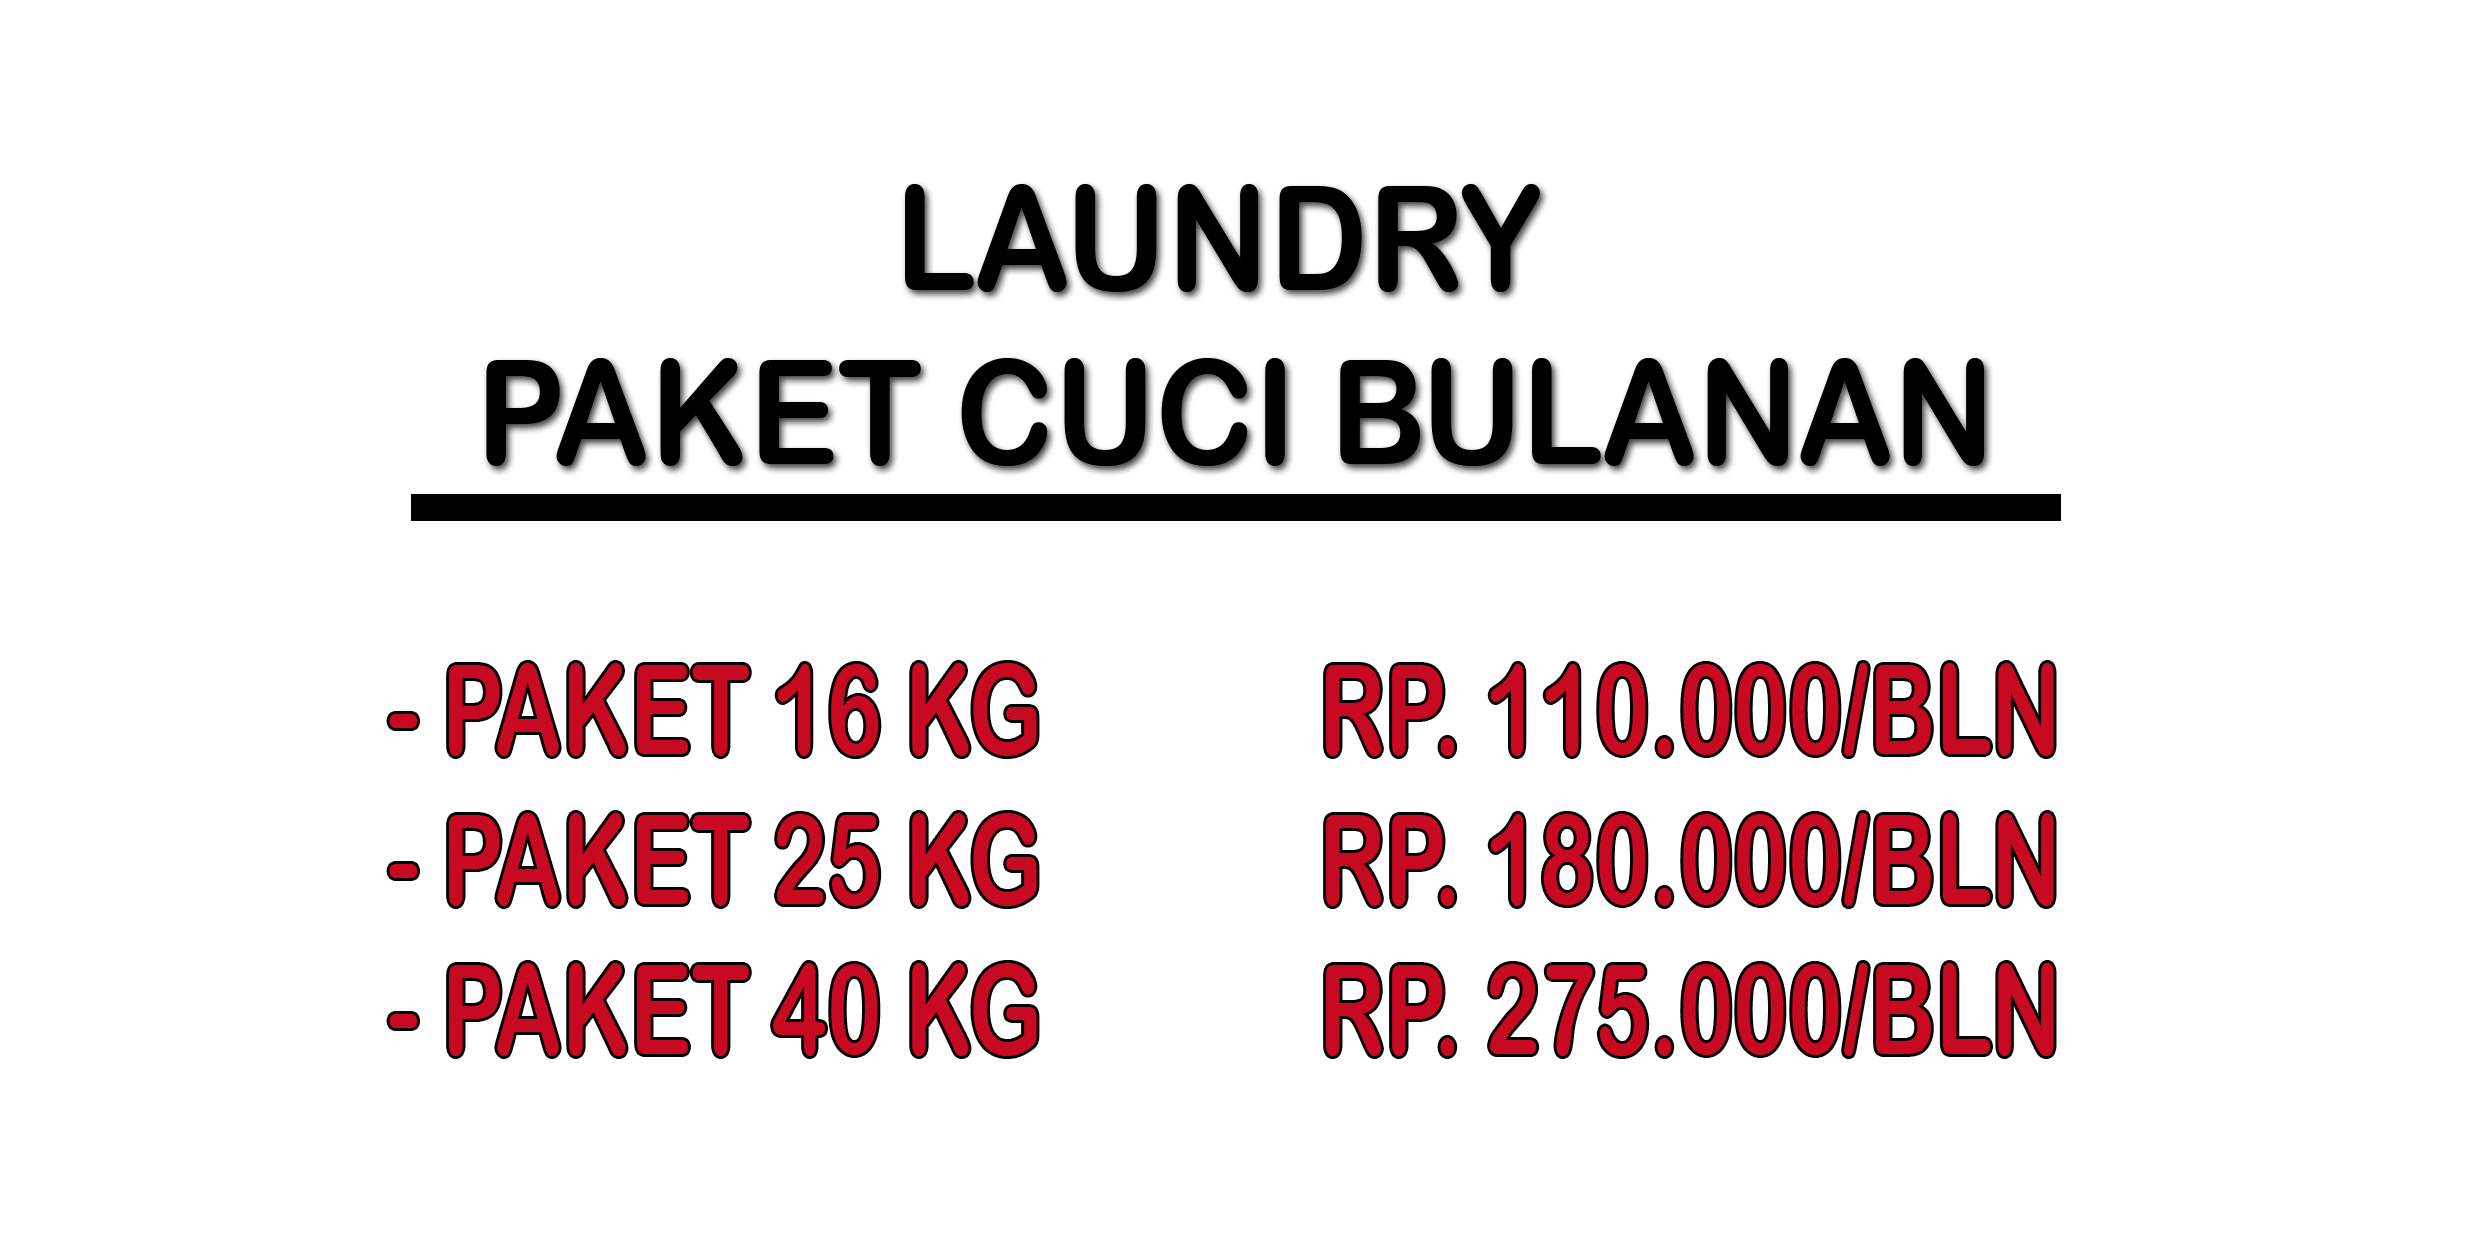 LAUNDRY
PAKET CUCI BULANAN
- PAKET 16 KG RP. 110.000/BLN
- PAKET 25 KG RP. 180.000/BLN
- PAKET 40 KG RP. 275.000/BLN